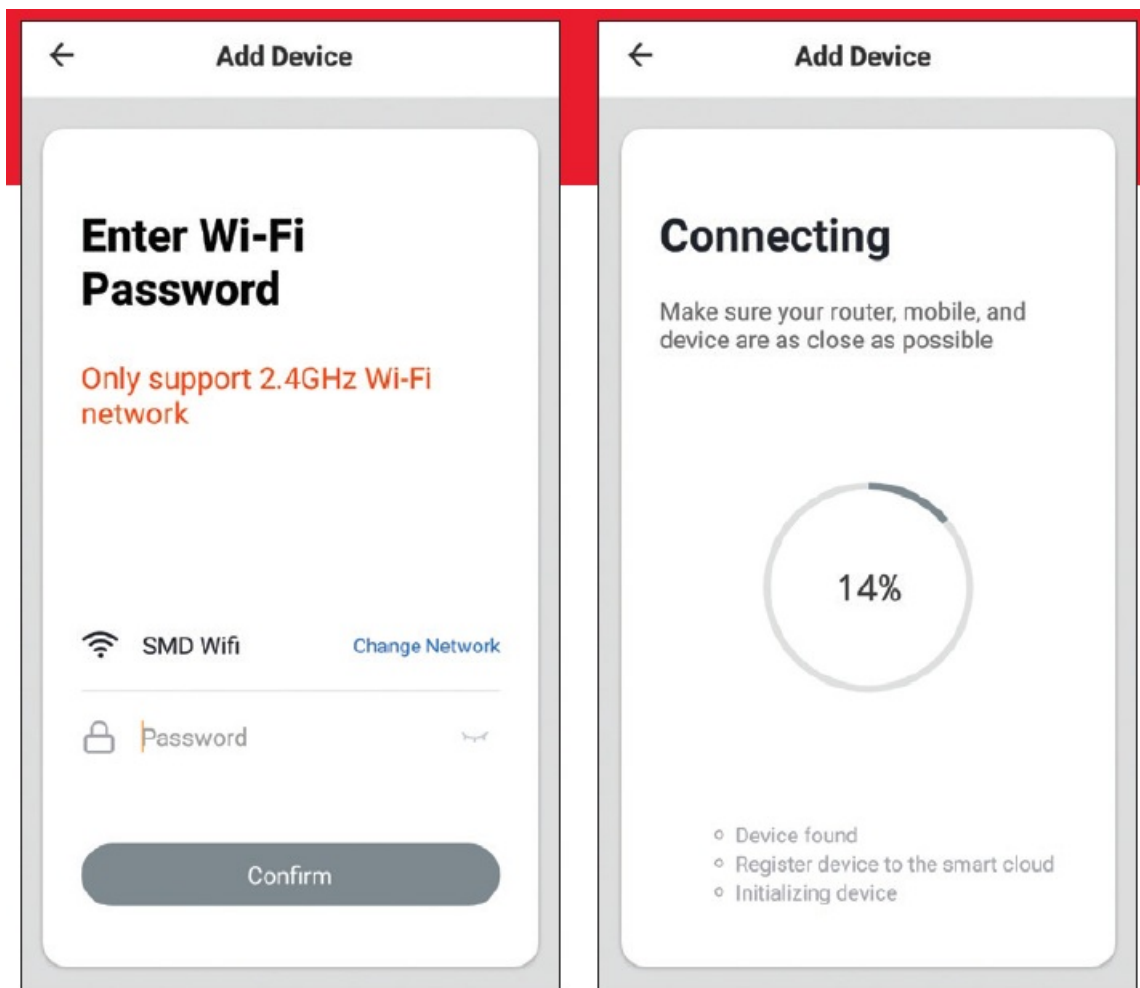 Add Device
Enter Wi-Fi
Password
Only support 2.4GHz Wi-Fi
network
SMD Wifi
Change Network
Password
Confirm
Add Device
Connecting
Make sure your router, mobile, and
device are as close as possible
14%
Device found
Register device to the smart cloud
Initializing device